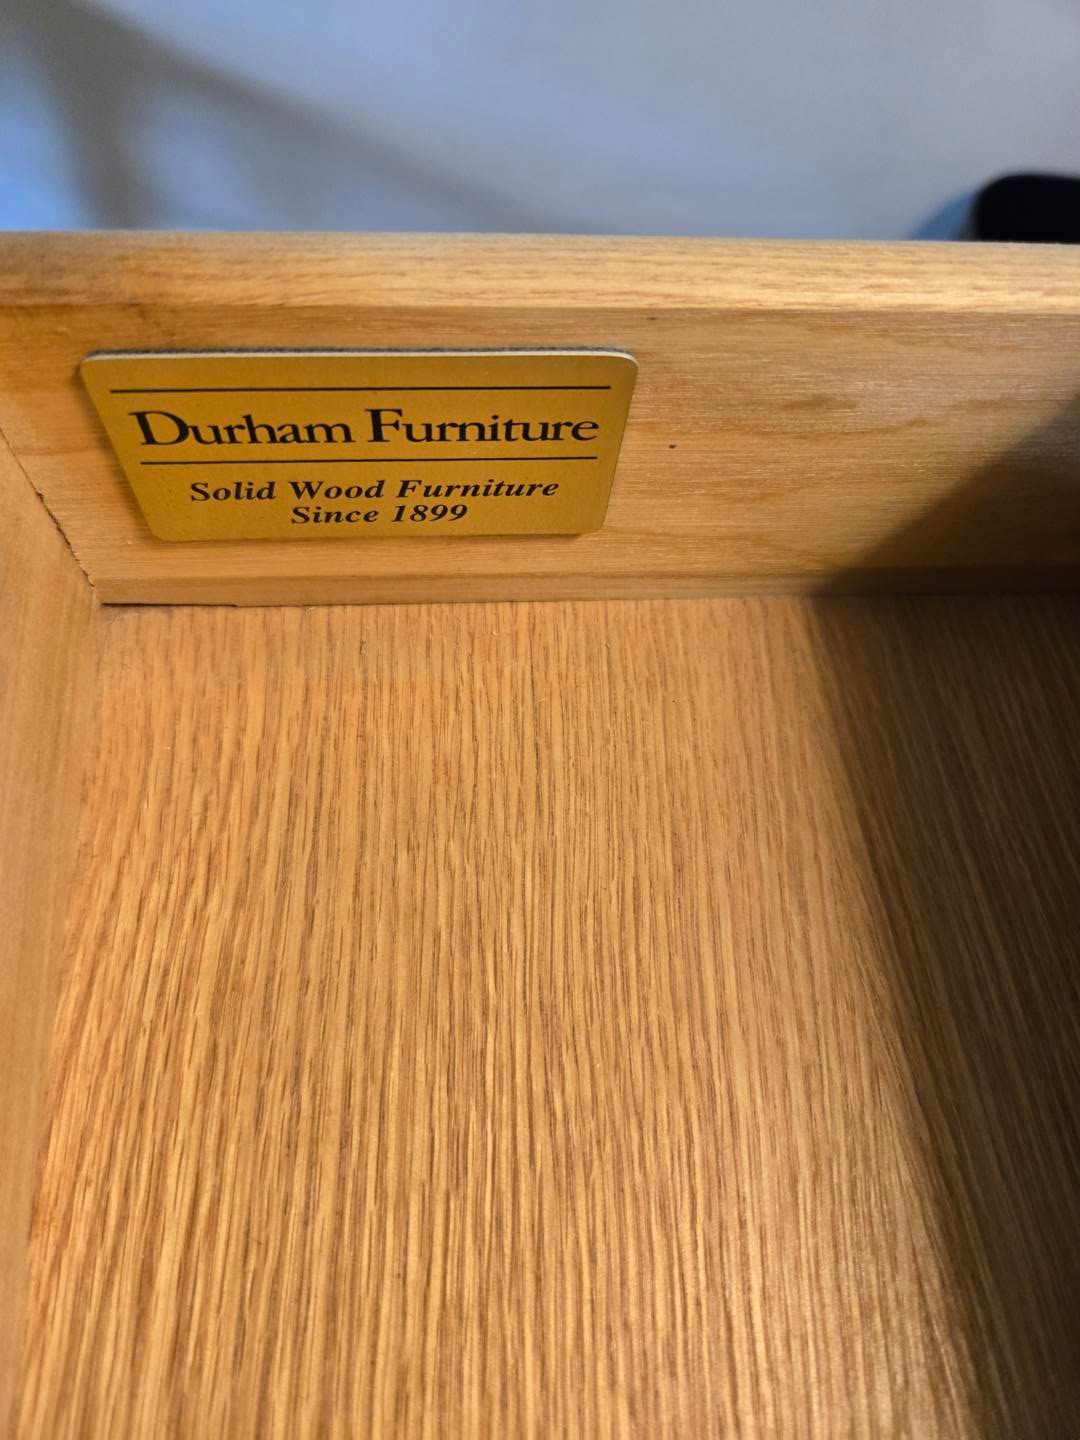 Durham Furniture
Solid Wood Furniture
Since 1899